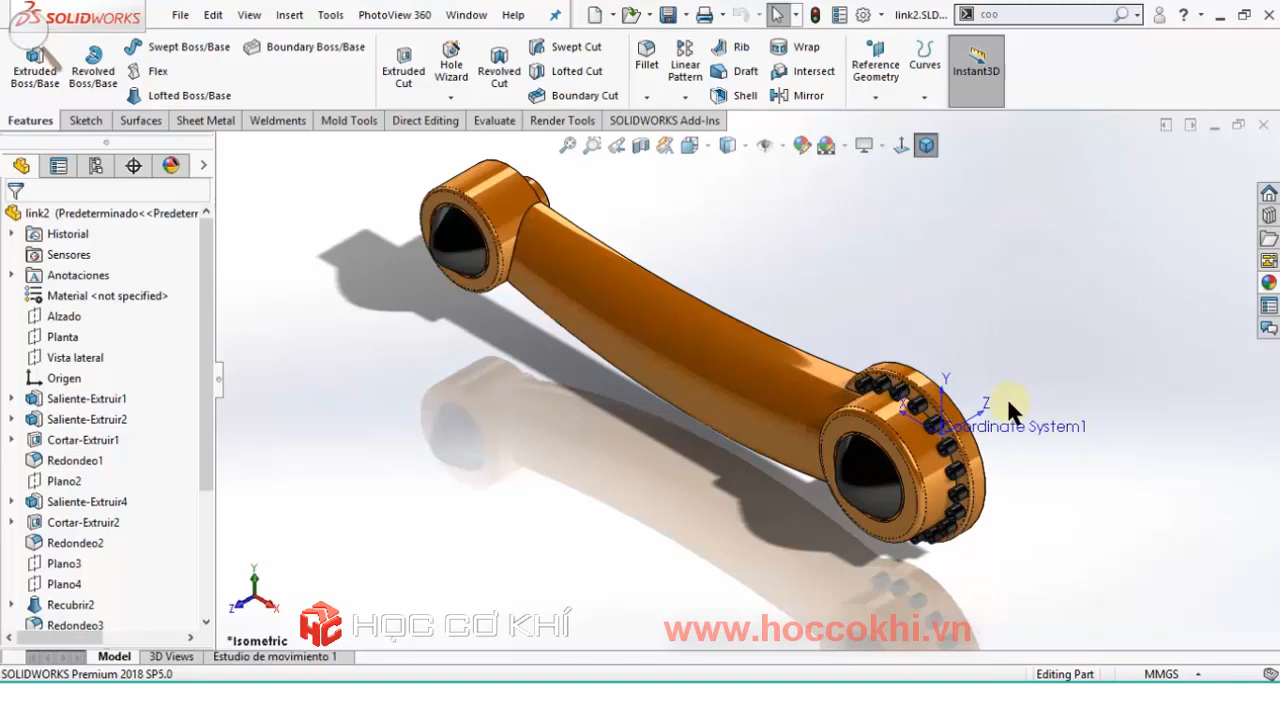 SOLIDWORKS File Edit View Insert Tools PhotoView 360 Window Help link2.SLD... coo ?
Extruded Boss/Base
Revolved Boss/Base
Swept Boss/Base
Flex
Lofted Boss/Base
Boundary Boss/Base
Extruded Cut
Hole Wizard
Revolved Cut
Swept Cut
Lofted Cut
Boundary Cut
Fillet
Linear Pattern
Rib
Draft
Shell
Wrap
Intersect
Mirror
Reference Geometry
Curves
Instant3D
Features Sketch Surfaces Sheet Metal Weldments Mold Tools Direct Editing Evaluate Render Tools SOLIDWORKS Add-Ins
link2 (Predeterminado<<Predeterr
Historial
Sensores
Anotaciones
Material <not specified>
Alzado
Planta
Vista lateral
Origen
Saliente-Extruir1
Saliente-Extruir2
Cortar-Extruir1
Redondeo1
Plano2
Saliente-Extruir4
Cortar-Extruir2
Redondeo2
Plano3
Plano4
Recubrir2
Redondeo3
Y
X
Z
Coordinate System1
Y
Z
X
*Isometric
HỌC CƠ KHÍ
www.hoccokhi.vn
Model 3D Views Estudio de movimiento 1
SOLIDWORKS Premium 2018 SP5.0 Editing Part MMGS